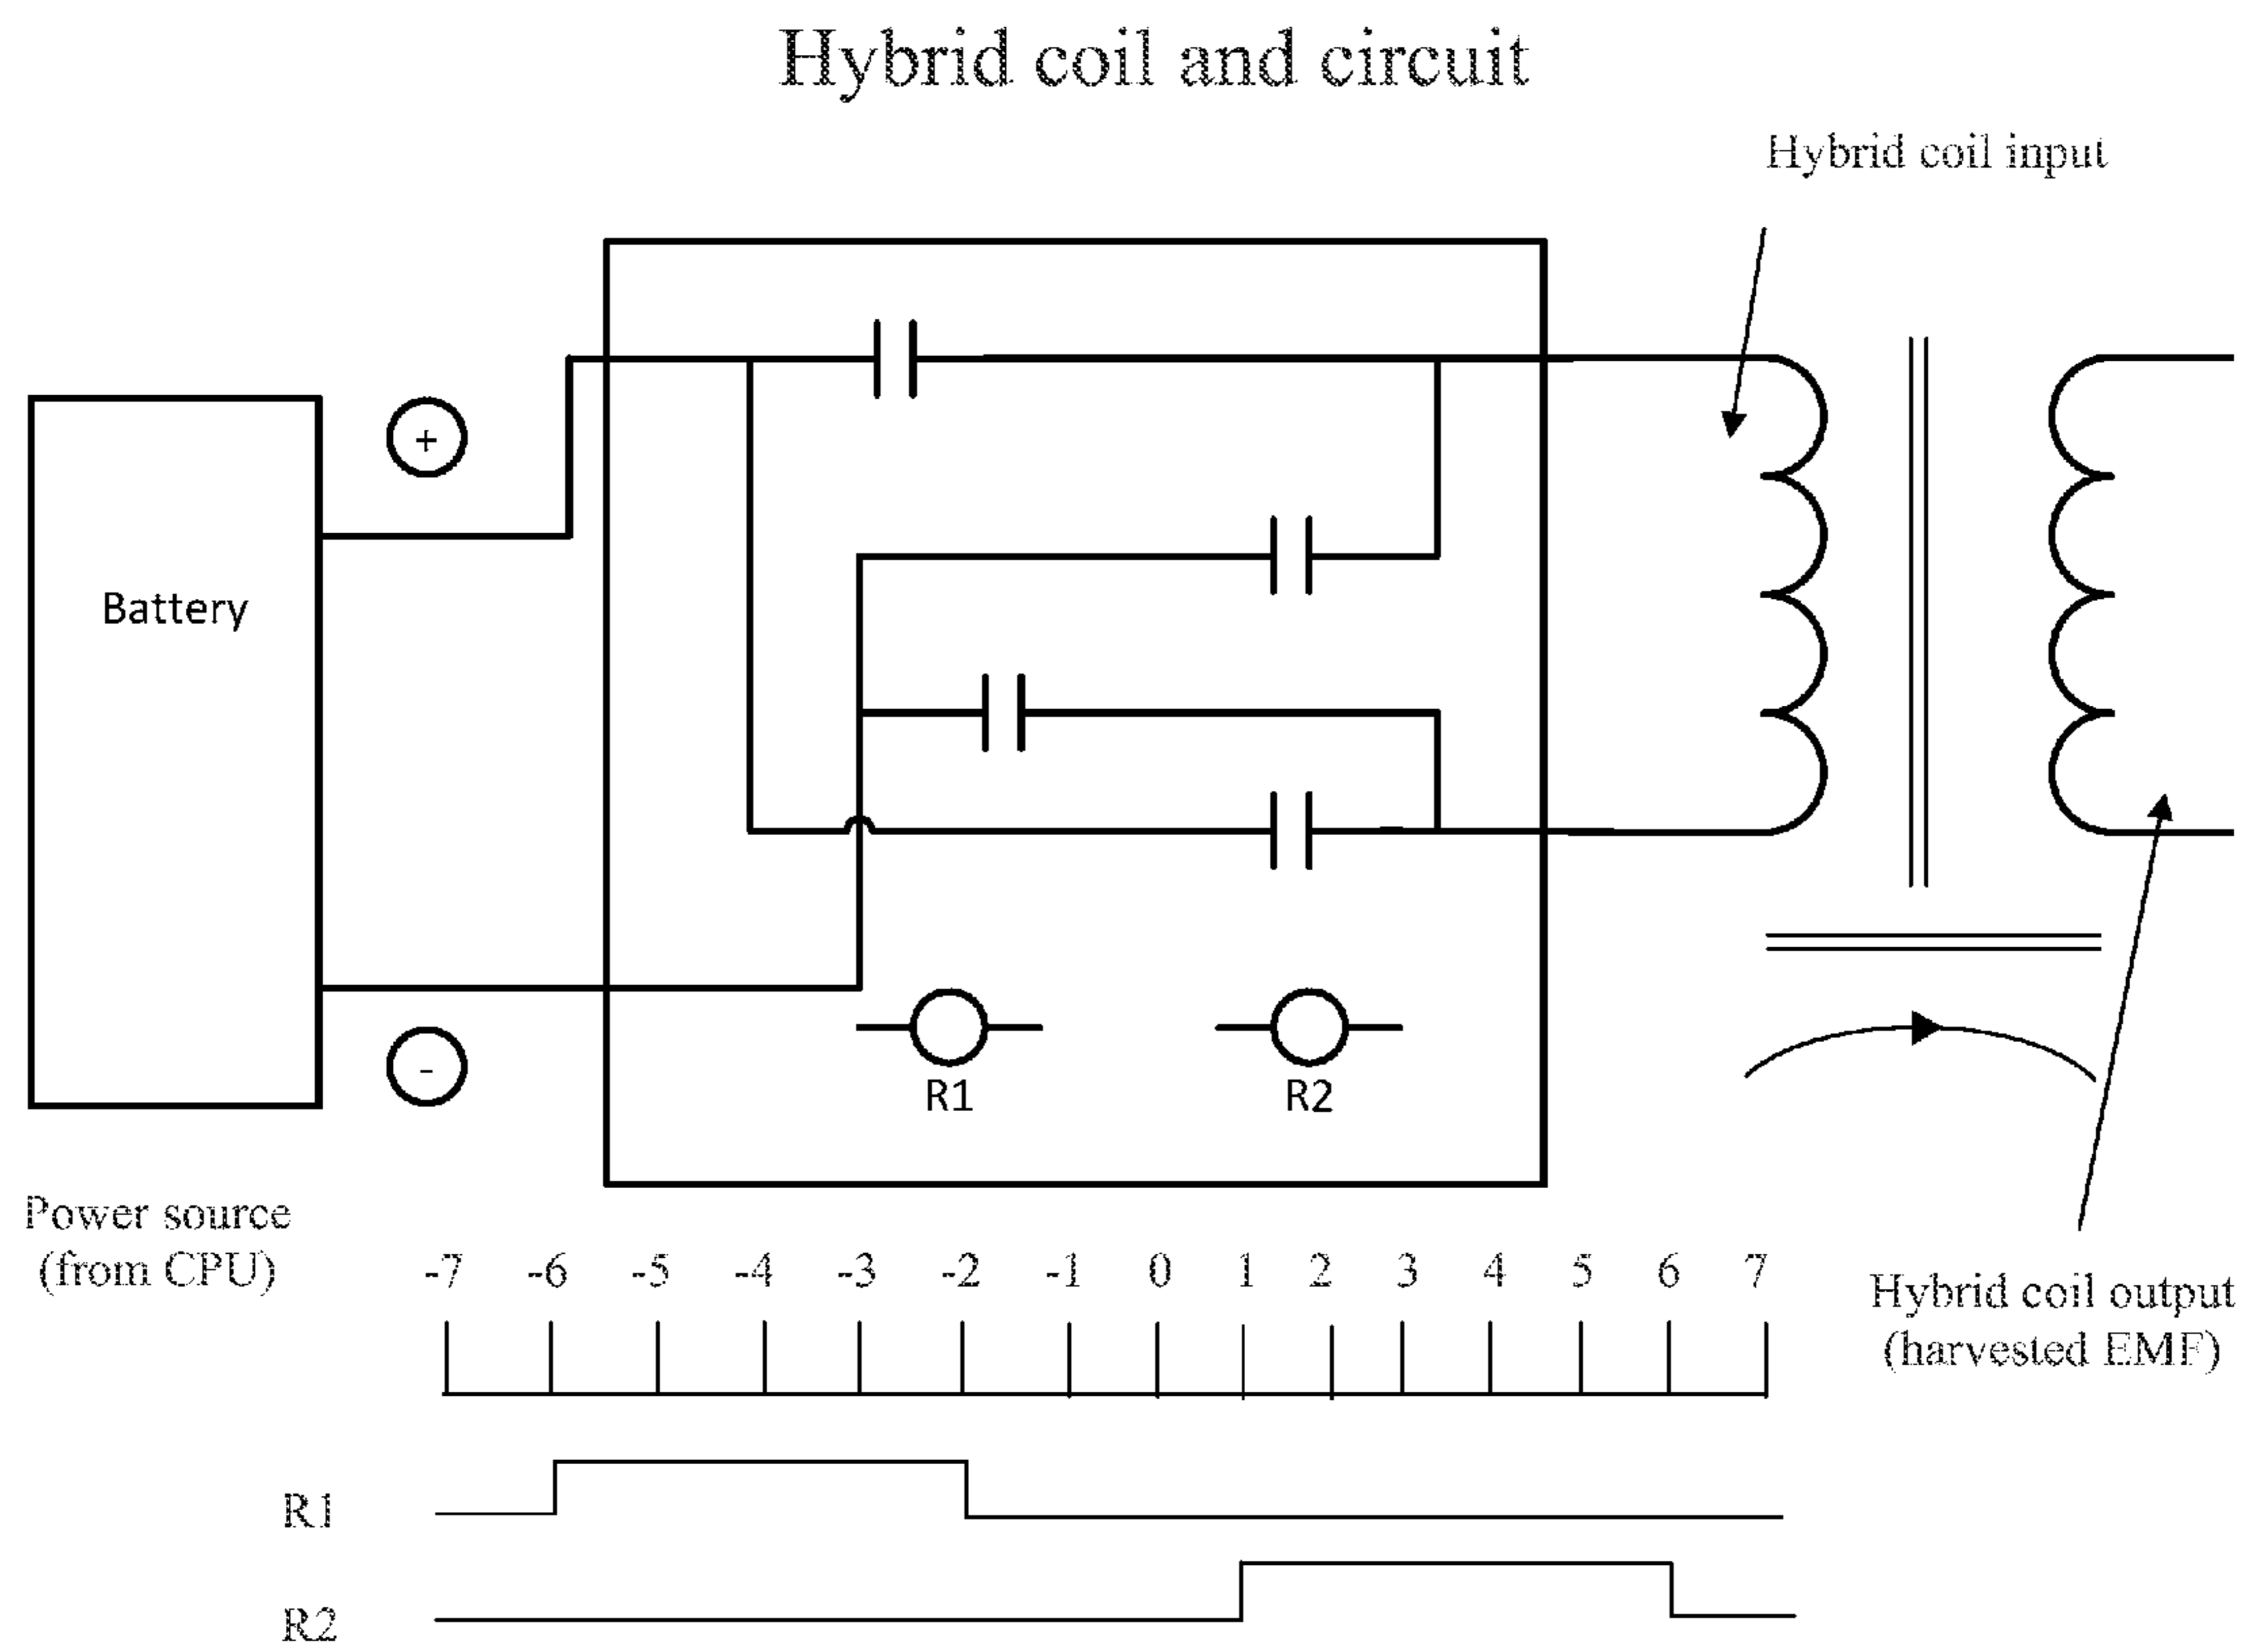 Hybrid coil and circuit
Hybrid coil input
+
Battery
-
R1 R2
Power source
(from CPU)
-7 -6 -5 -4 -3 -2 -1 0 1 2 3 4 5 6 7
Hybrid coil output
(harvested EMF)
R1
R2